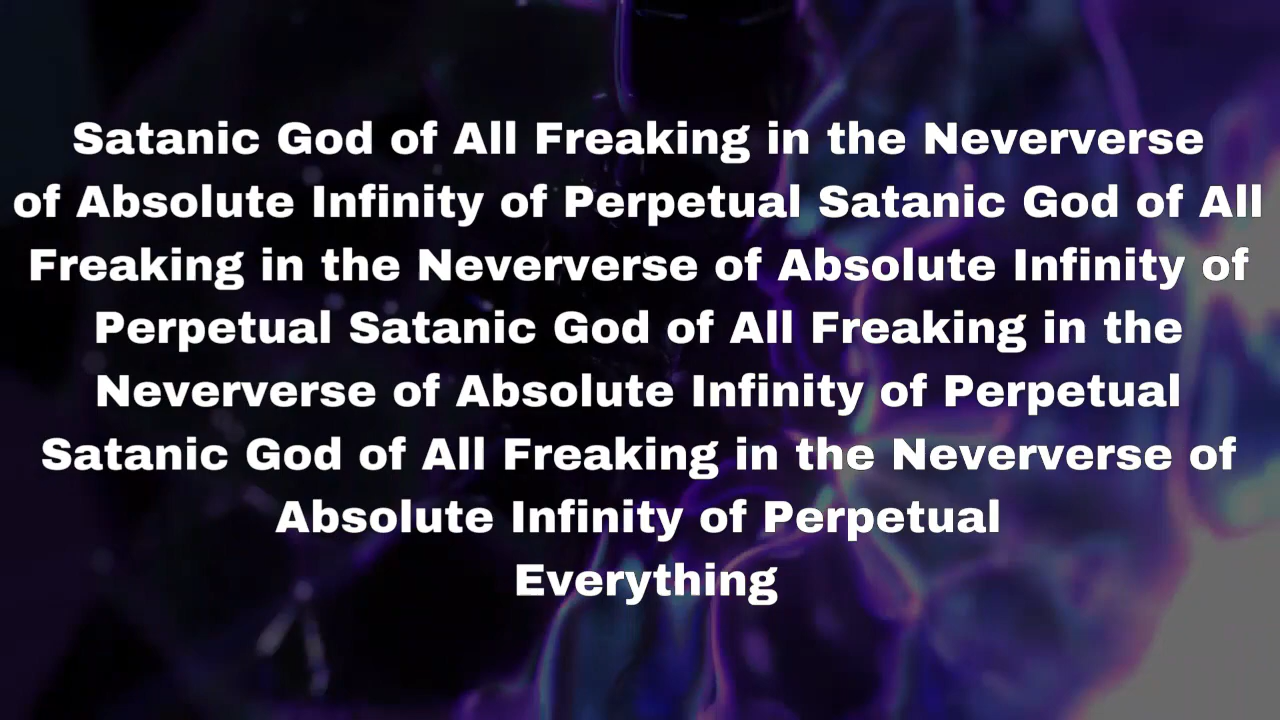 Satanic God of All Freaking in the Neververse
of Absolute Infinity of Perpetual Satanic God of All
Freaking in the Neververse of Absolute Infinity of
Perpetual Satanic God of All Freaking in the
Neververse of Absolute Infinity of Perpetual
Satanic God of All Freaking in the Neververse of
Absolute Infinity of Perpetual
Everything